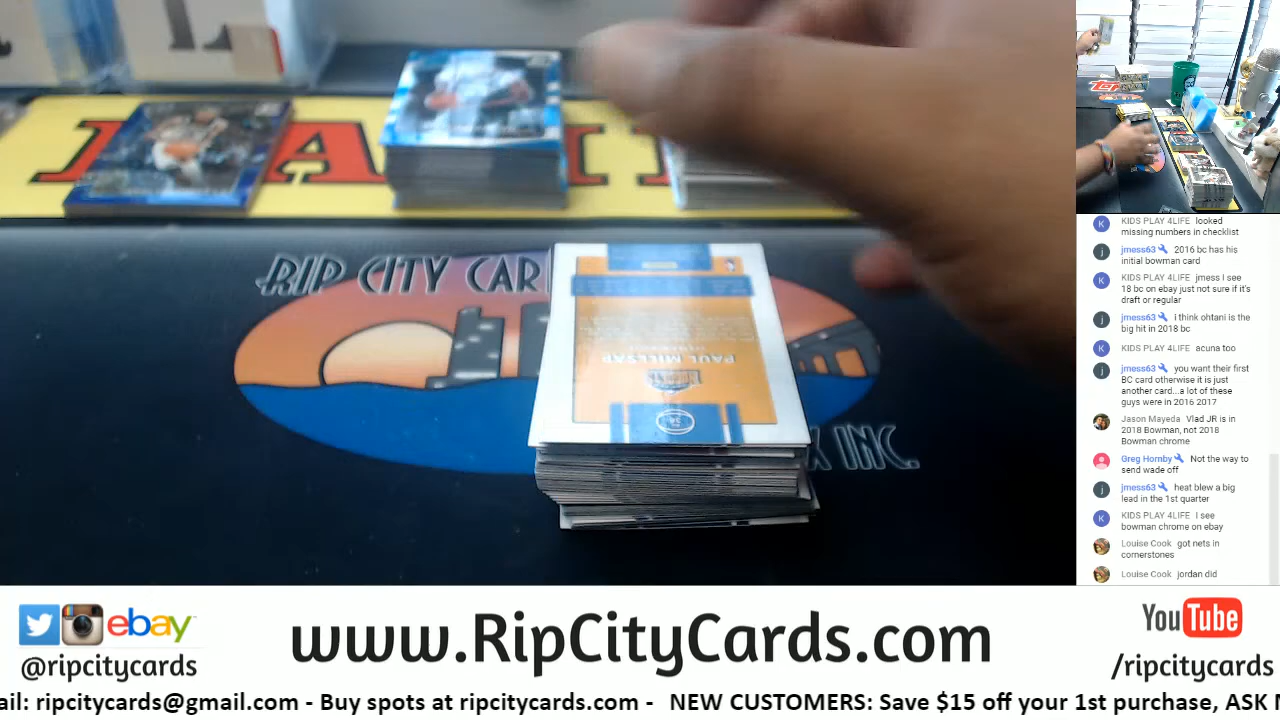 RIP CITY CAR
X INC.
PAUL MILLSAP
KIDS PLAY 4LIFE looked
missing numbers in checklist
jmess63 2016 bc has his
initial bowman card
KIDS PLAY 4LIFE jmess I see
18 bc on ebay just not sure if it's
draft or regular
jmess63 i think ohtani is the
big hit in 2018 bc
KIDS PLAY 4LIFE acuna too
jmess63 you want their first
BC card otherwise it is just
another card...a lot of these
guys were in 2016 2017
Jason Mayeda Vlad JR is in
2018 Bowman, not 2018
Bowman chrome
Greg Hornby Not the way to
send wade off
jmess63 heat blew a big
lead in the 1st quarter
KIDS PLAY 4LIFE I see
bowman chrome on ebay
Louise Cook got nets in
cornerstones
Louise Cook jordan did
ebay
@ripcitycards
www.RipCityCards.com
YouTube
/ripcitycards
ail: ripcitycards@gmail.com - Buy spots at ripcitycards.com - NEW CUSTOMERS: Save $15 off your 1st purchase, ASK